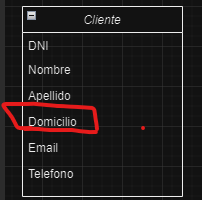 Cliente
DNI
Nombre
Apellido
Domicilio
Email
Telefono